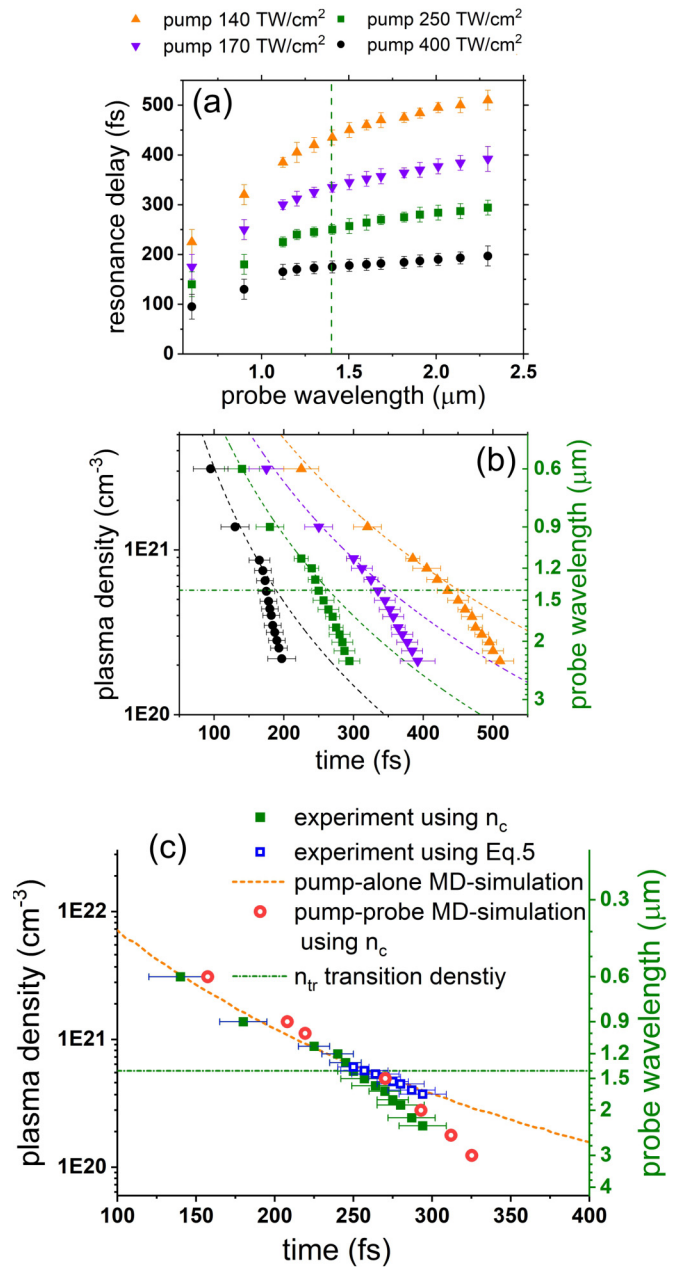 pump 140 TW/cm² pump 250 TW/cm²
pump 170 TW/cm² pump 400 TW/cm²
(a)
resonance delay (fs)
500
400
300
200
100
0
1.0 1.5 2.0 2.5
probe wavelength (μm)
(b)
plasma density (cm⁻³)
1E21
1E20
0.6
0.9
1.2
1.5
2
3
probe wavelength (μm)
100 200 300 400 500
time (fs)
(c)
experiment using n_c
experiment using Eq.5
pump-alone MD-simulation
pump-probe MD-simulation
using n_c
n_tr transition denstiy
plasma density (cm⁻³)
1E22
1E21
1E20
0.3
0.6
0.9
1.2
1.5
2
3
4
probe wavelength (μm)
100 150 200 250 300 350 400
time (fs)